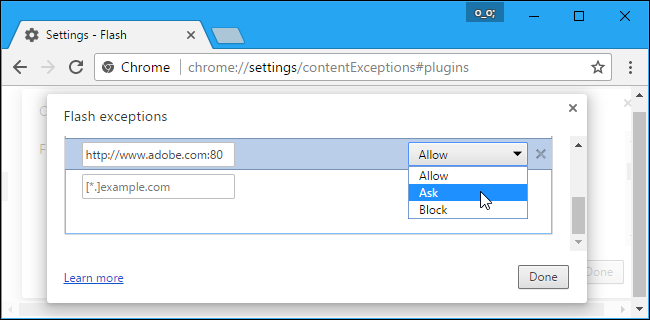 o_o;
Settings - Flash
Chrome chrome://settings/contentExceptions#plugins
Flash exceptions
http://www.adobe.com:80 Allow
Allow
[*.]example.com
Ask
Block
Learn more
Done
Done